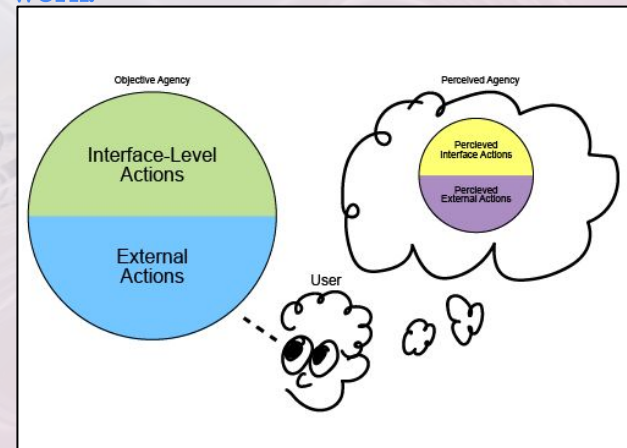 Objective Agency
Perceived Agency
Interface-Level
Actions
Percieved
Interface Actions
Percieved
External Actions
External
Actions
User